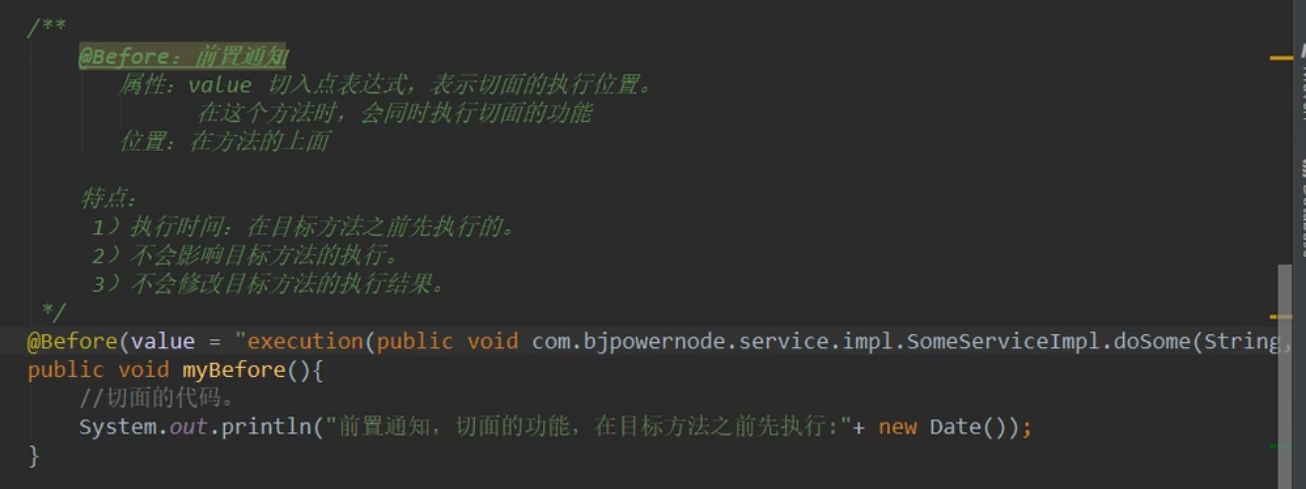 /**
@Before: 前置通知
属性：value 切入点表达式，表示切面的执行位置。
在这个方法时，会同时执行切面的功能
位置：在方法的上面
特点：
1）执行时间：在目标方法之前先执行的。
2）不会影响目标方法的执行。
3）不会修改目标方法的执行结果。
*/
@Before(value = "execution(public void com.bjpowernode.service.impl.SomeServiceImpl.doSome(String,
public void myBefore(){
//切面的代码。
System.out.println("前置通知，切面的功能，在目标方法之前先执行:"+ new Date());
}